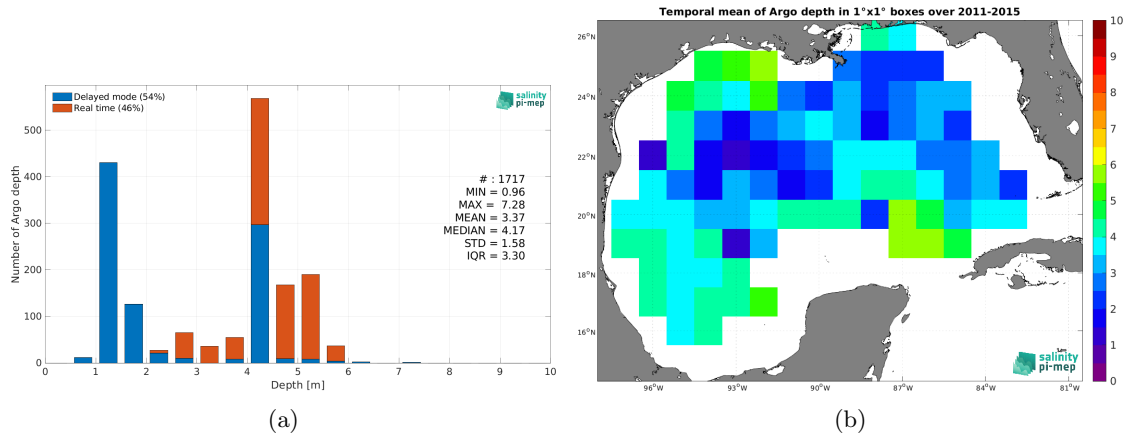 Delayed mode (54%)
Real time (46%)
salinity
pi-mep
# : 1717
MIN = 0.96
MAX = 7.28
MEAN = 3.37
MEDIAN = 4.17
STD = 1.58
IQR = 3.30
Number of Argo depth
500
400
300
200
100
0
0 1 2 3 4 5 6 7 8 9 10
Depth [m]
(a)
Temporal mean of Argo depth in 1°x1° boxes over 2011-2015
26°N
24°N
22°N
20°N
18°N
16°N
96°W 93°W 90°W 87°W 84°W 81°W
10
9
8
7
6
5
4
3
2
1
0
salinity
pi-mep
(b)